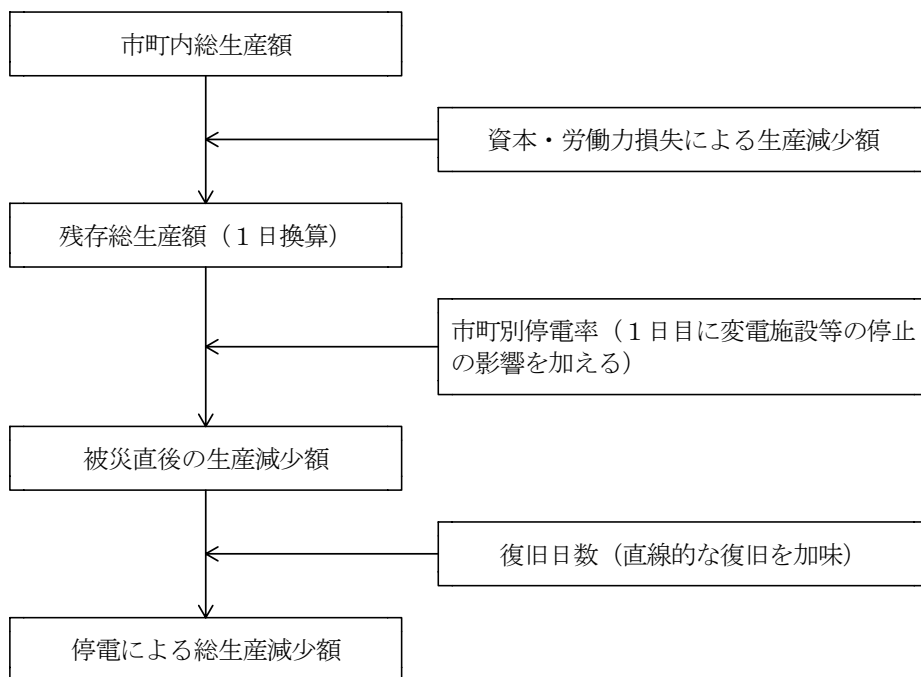 市町内総生産額
資本・労働力損失による生産減少額
残存総生産額（１日換算）
市町別停電率（１日目に変電施設等の停止
の影響を加える）
被災直後の生産減少額
復旧日数（直線的な復旧を加味）
停電による総生産減少額